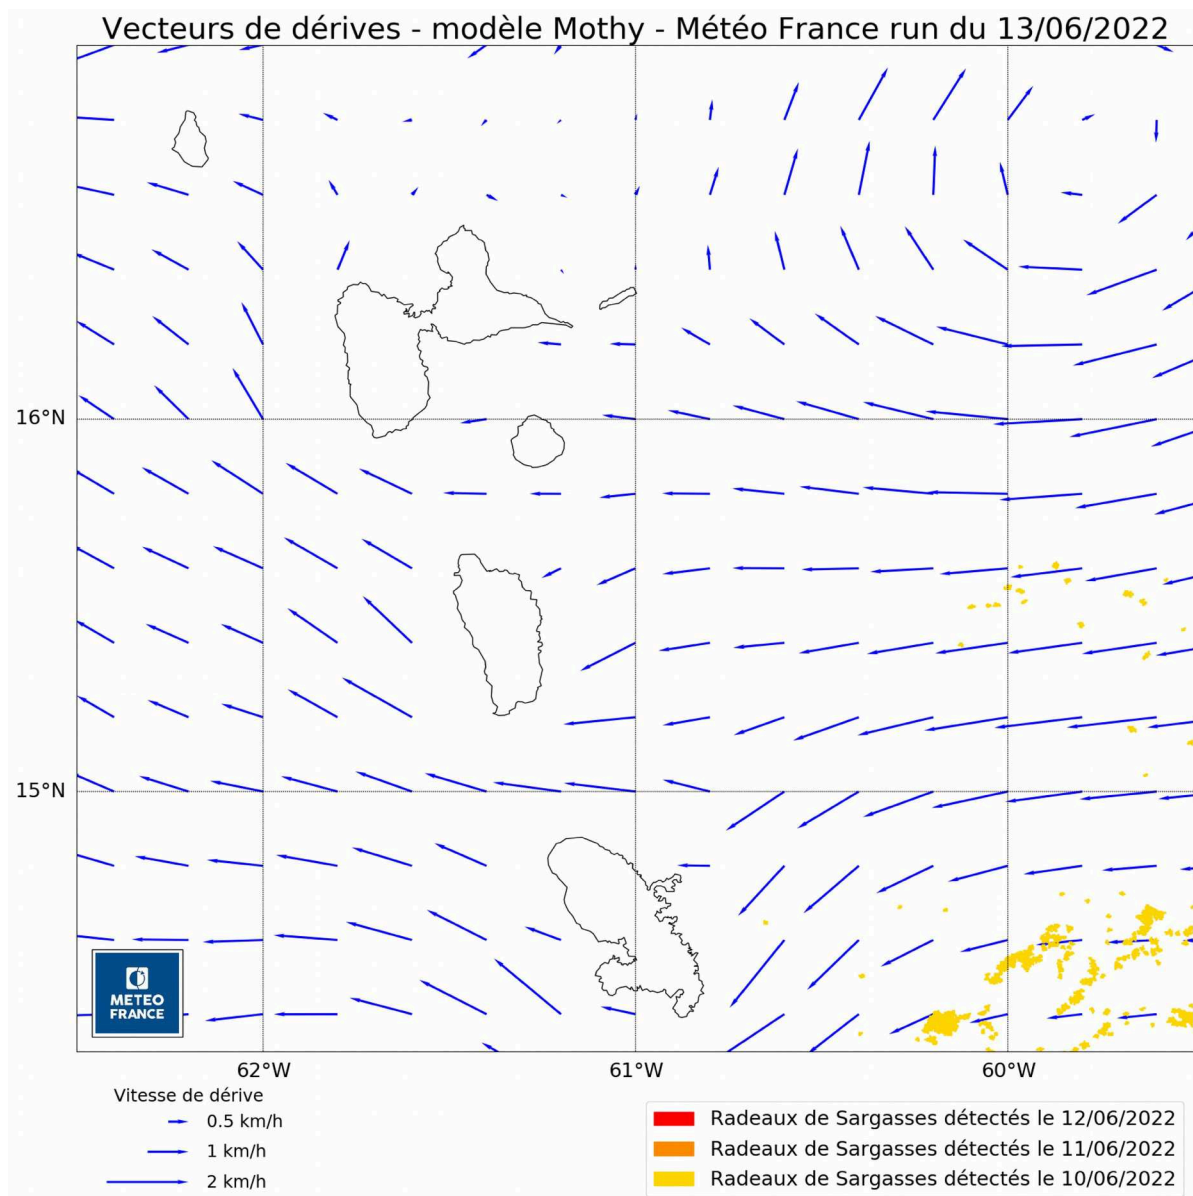 Vecteurs de dérives - modèle Mothy - Météo France run du 13/06/2022
16°N
15°N
METEO
FRANCE
62°W
61°W
60°W
Vitesse de dérive
0.5 km/h
1 km/h
2 km/h
Radeaux de Sargasses détectés le 12/06/2022
Radeaux de Sargasses détectés le 11/06/2022
Radeaux de Sargasses détectés le 10/06/2022